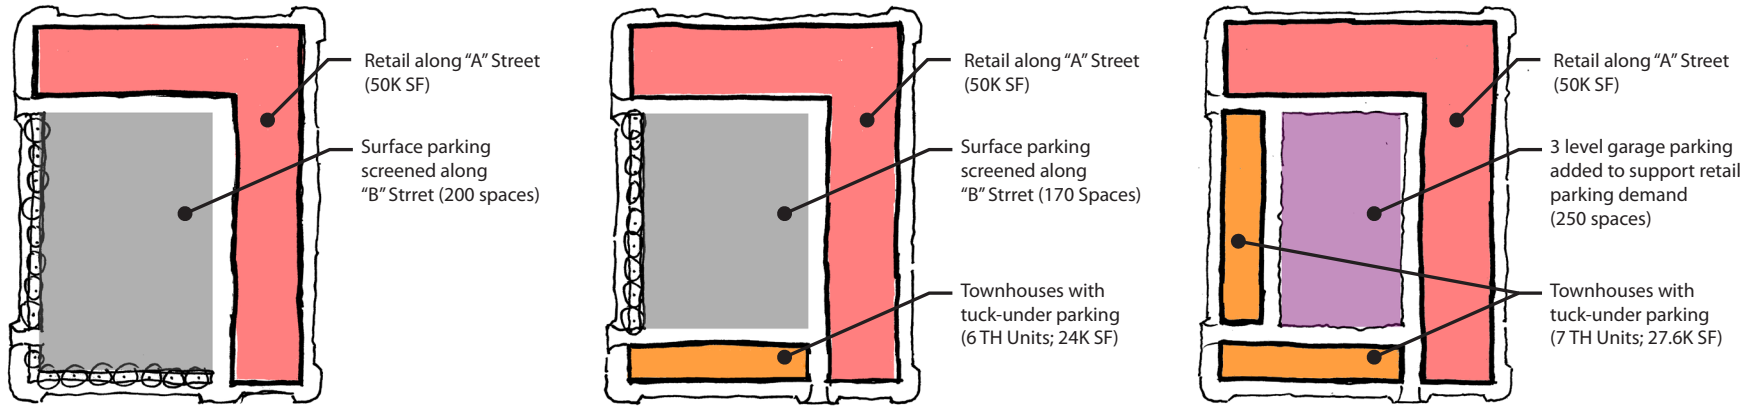 Retail along “A” Street
(50K SF)
Surface parking
screened along
“B” Strret (200 spaces)
Retail along “A” Street
(50K SF)
Surface parking
screened along
“B” Strret (170 Spaces)
Townhouses with
tuck-under parking
(6 TH Units; 24K SF)
Retail along “A” Street
(50K SF)
3 level garage parking
added to support retail
parking demand
(250 spaces)
Townhouses with
tuck-under parking
(7 TH Units; 27.6K SF)